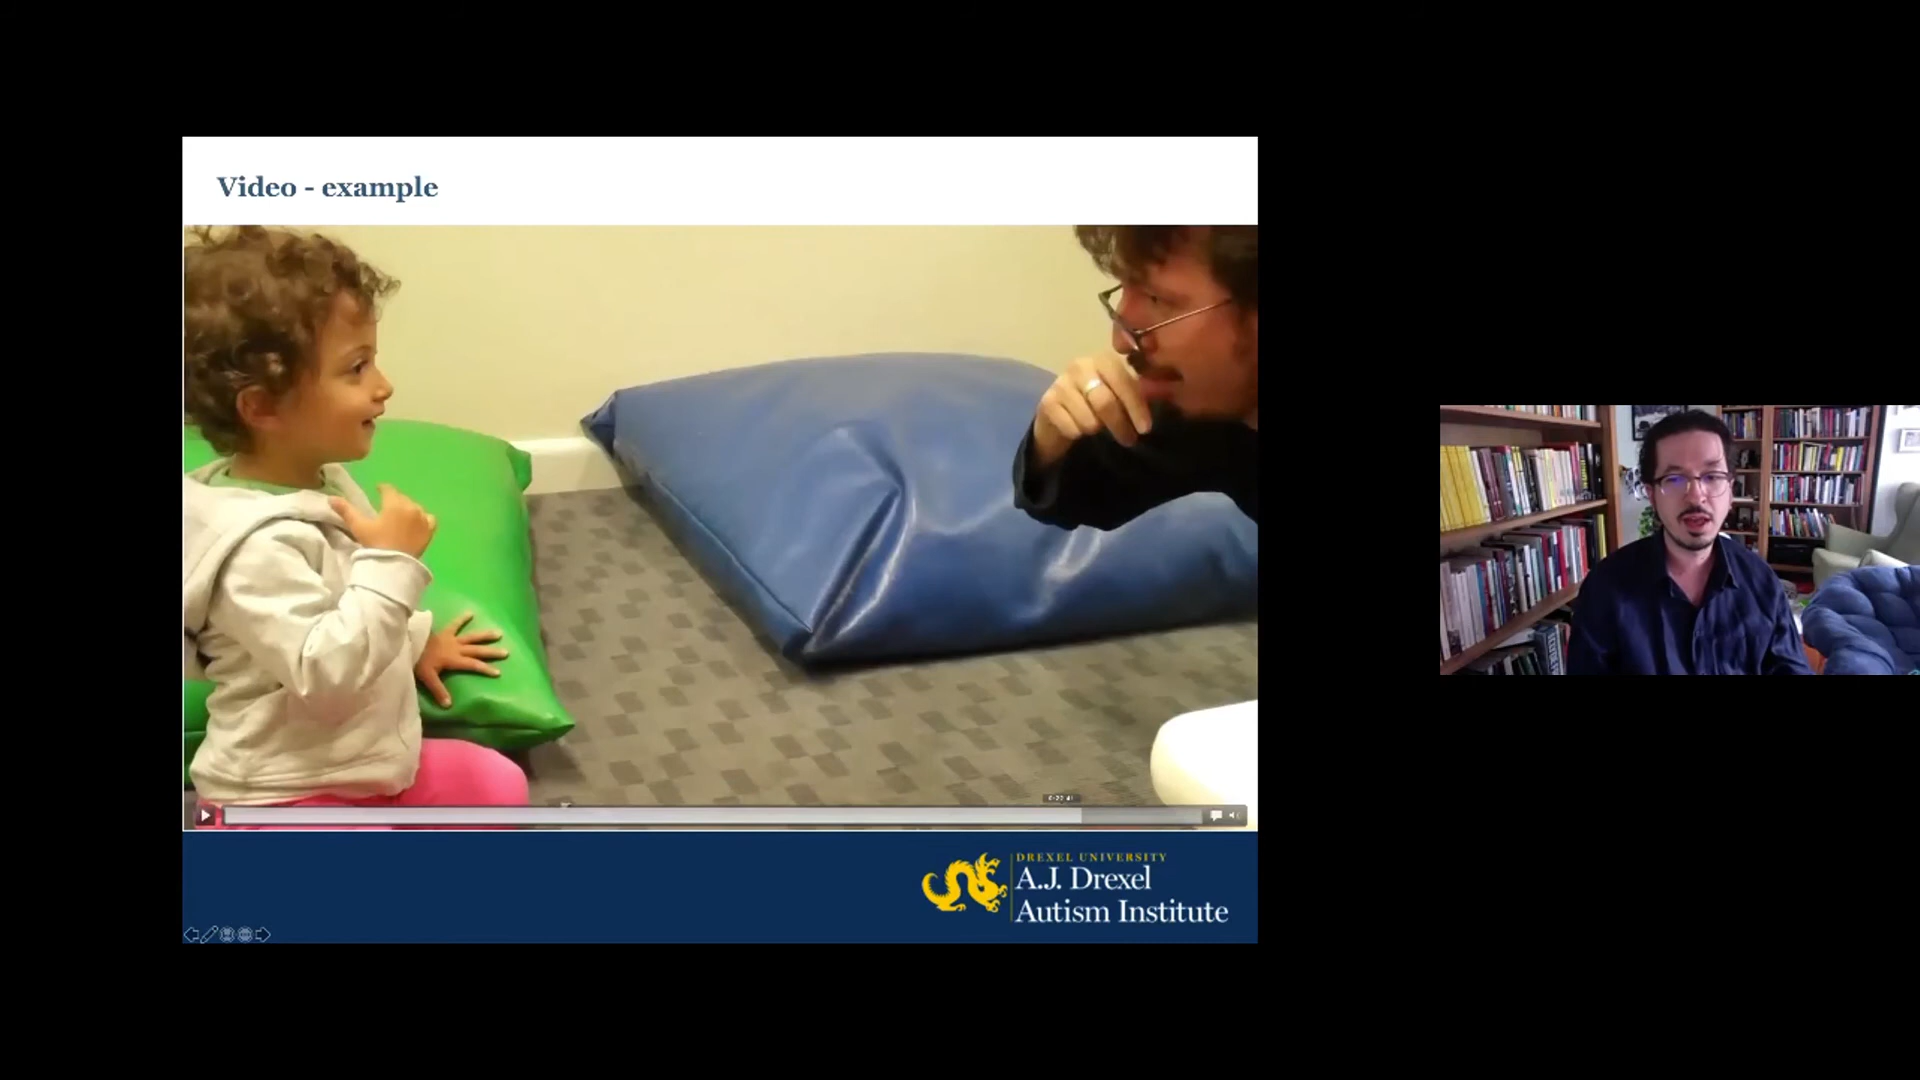 Video - example
DREXEL UNIVERSITY
A.J. Drexel
Autism Institute